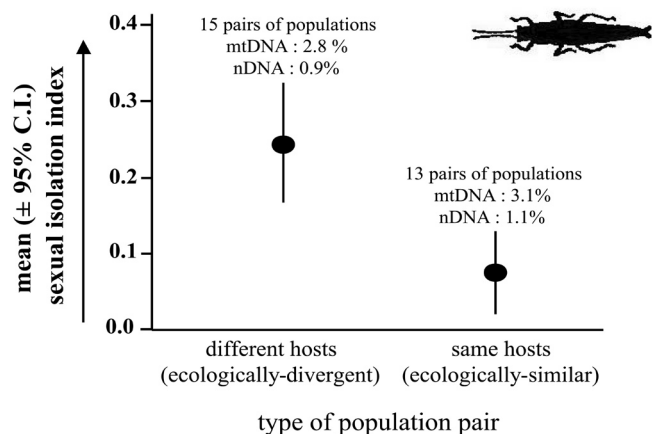 0.4
0.3
0.2
0.1
0.0
mean (± 95% C.I.)
sexual isolation index
15 pairs of populations
mtDNA : 2.8 %
nDNA : 0.9%
13 pairs of populations
mtDNA : 3.1%
nDNA : 1.1%
different hosts
(ecologically-divergent)
same hosts
(ecologically-similar)
type of population pair